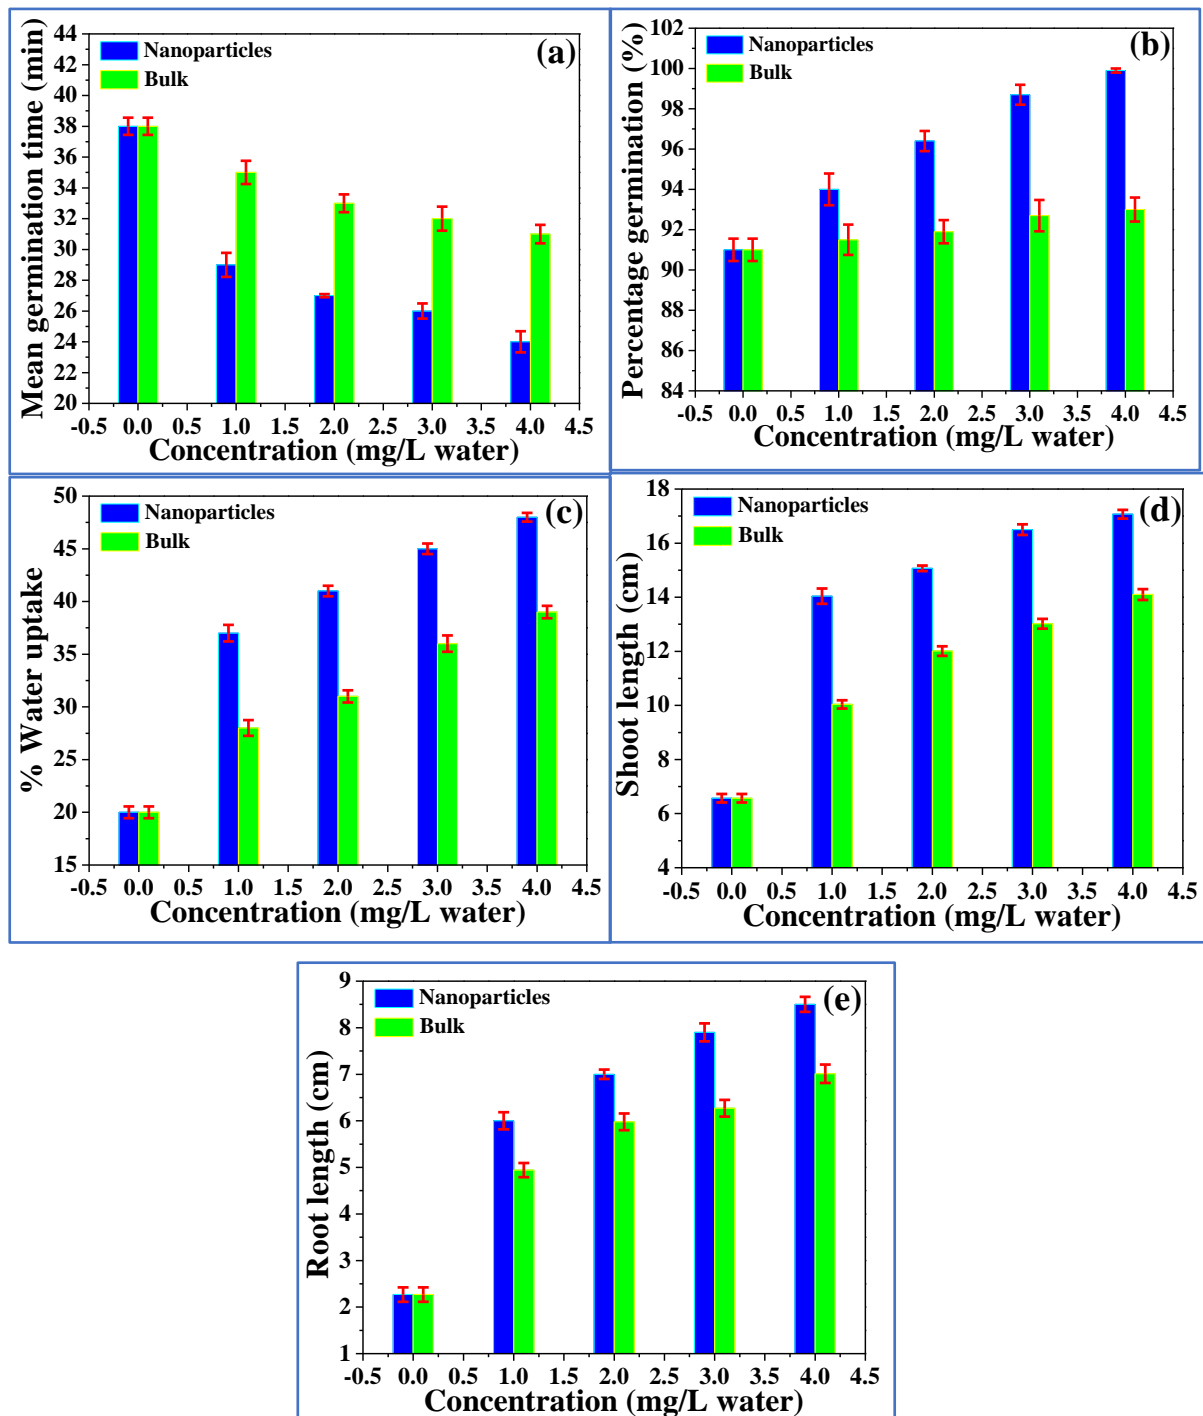 (a)
Nanoparticles
Bulk
Mean germination time (min)
44
42
40
38
36
34
32
30
28
26
24
22
20
-0.5 0.0 0.5 1.0 1.5 2.0 2.5 3.0 3.5 4.0 4.5
Concentration (mg/L water)
(b)
Nanoparticles
Bulk
Percentage germination (%)
102
100
98
96
94
92
90
88
86
84
-0.5 0.0 0.5 1.0 1.5 2.0 2.5 3.0 3.5 4.0 4.5
Concentration (mg/L water)
(c)
Nanoparticles
Bulk
% Water uptake
50
45
40
35
30
25
20
15
-0.5 0.0 0.5 1.0 1.5 2.0 2.5 3.0 3.5 4.0 4.5
Concentration (mg/L water)
(d)
Nanoparticles
Bulk
Shoot length (cm)
18
16
14
12
10
8
6
4
-0.5 0.0 0.5 1.0 1.5 2.0 2.5 3.0 3.5 4.0 4.5
Concentration (mg/L water)
(e)
Nanoparticles
Bulk
Root length (cm)
9
8
7
6
5
4
3
2
1
-0.5 0.0 0.5 1.0 1.5 2.0 2.5 3.0 3.5 4.0 4.5
Concentration (mg/L water)